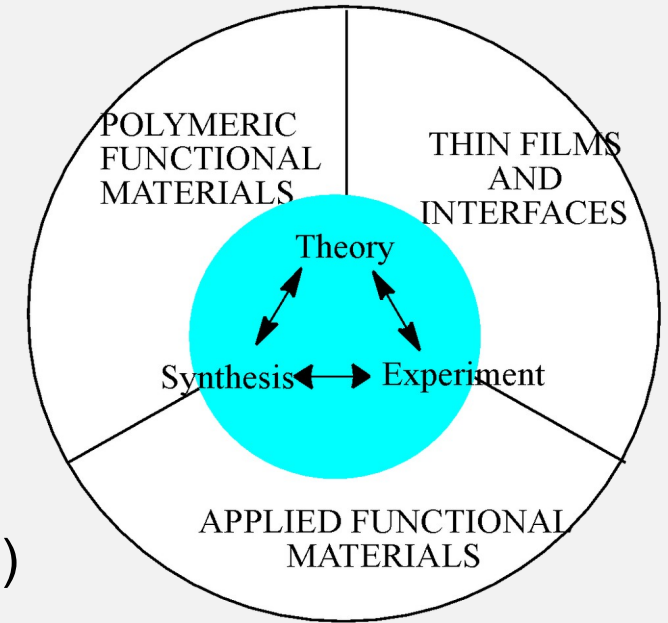 POLYMERIC
FUNCTIONAL
MATERIALS
THIN FILMS
AND
INTERFACES
Theory
Synthesis
Experiment
APPLIED FUNCTIONAL
MATERIALS
)